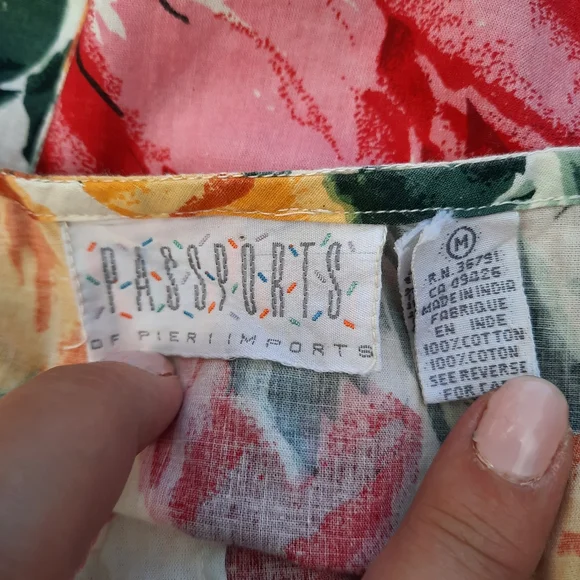 PASSPORTS
OF PIER 1 IMPORTS
M
R.N. 36791
CA 09026
MADE IN INDIA
FABRIQUE
EN INDE
100% COTTON
100% COTTON
SEE REVERSE
FOR CA